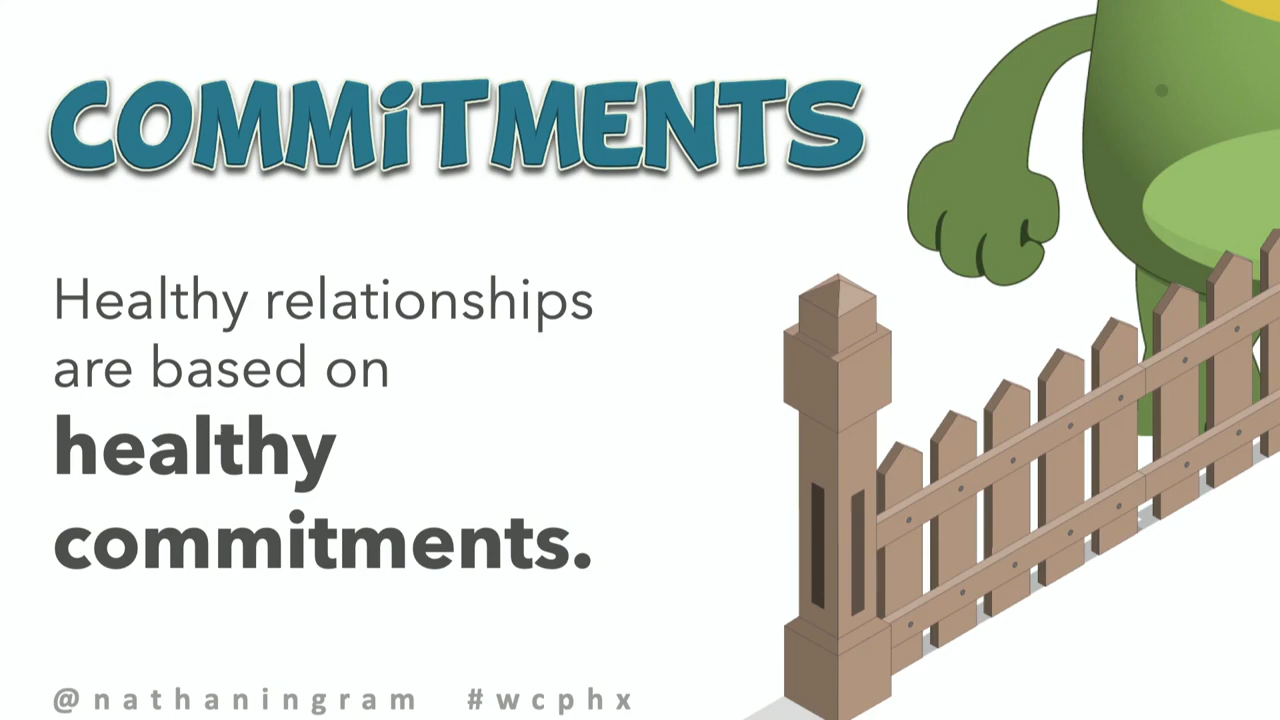 COMMiTMENTS
Healthy relationships
are based on
healthy
commitments.
@nathaningram #wcphx